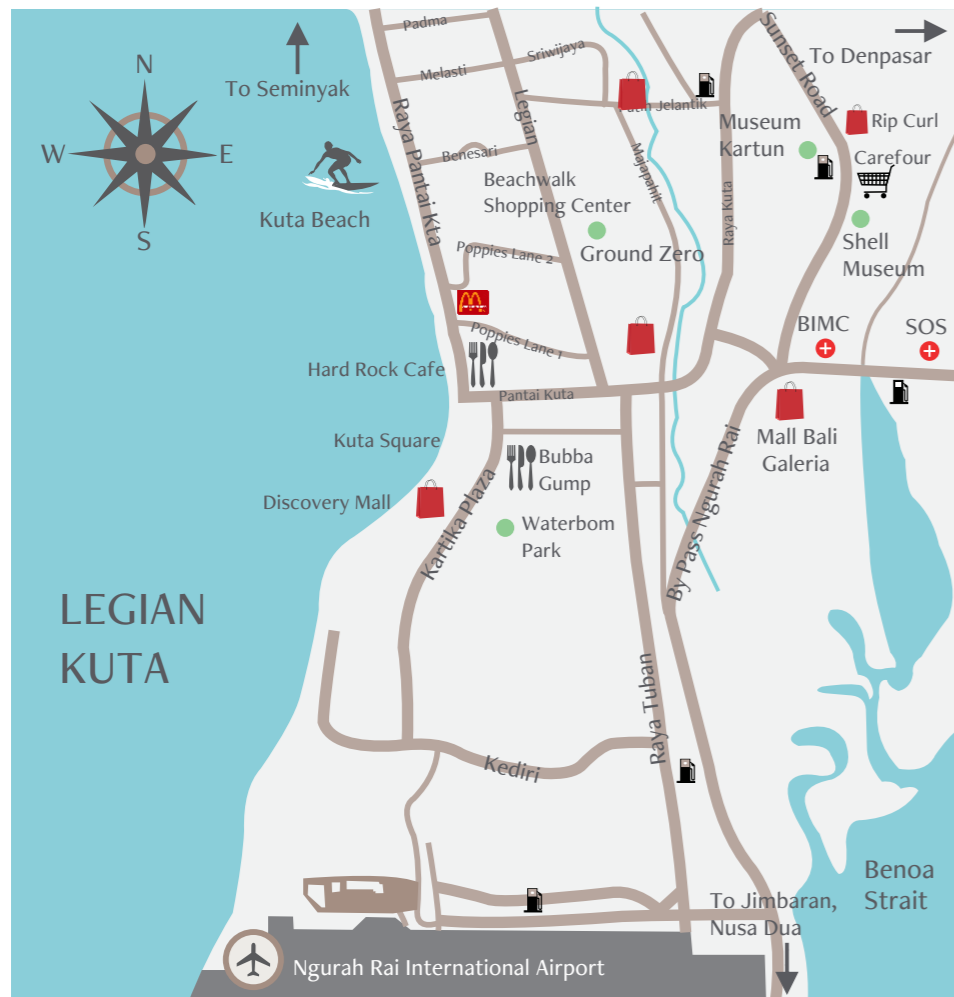 Padma
Sunset Road
To Denpasar
N
Sriwijaya
To Seminyak
Melasti
Legian
Raya Pantai Kta
Jelantik
Museum
Kartun
Rip Curl
W
E
Benesari
Majapahit
Carefour
Beachwalk
Shopping Center
Raya Kuta
Kuta Beach
S
Ground Zero
Shell
Museum
Poppies Lane 2
BIMC
SOS
Poppies Lane 1
Hard Rock Cafe
Pantai Kuta
Kuta Square
Mall Bali
Galeria
Bubba
Gump
Discovery Mall
Kartika Plaza
Waterbom
Park
By Pass Ngurah Rai
LEGIAN
KUTA
Raya Tuban
Kediri
Benoa
Strait
To Jimbaran,
Nusa Dua
Ngurah Rai International Airport